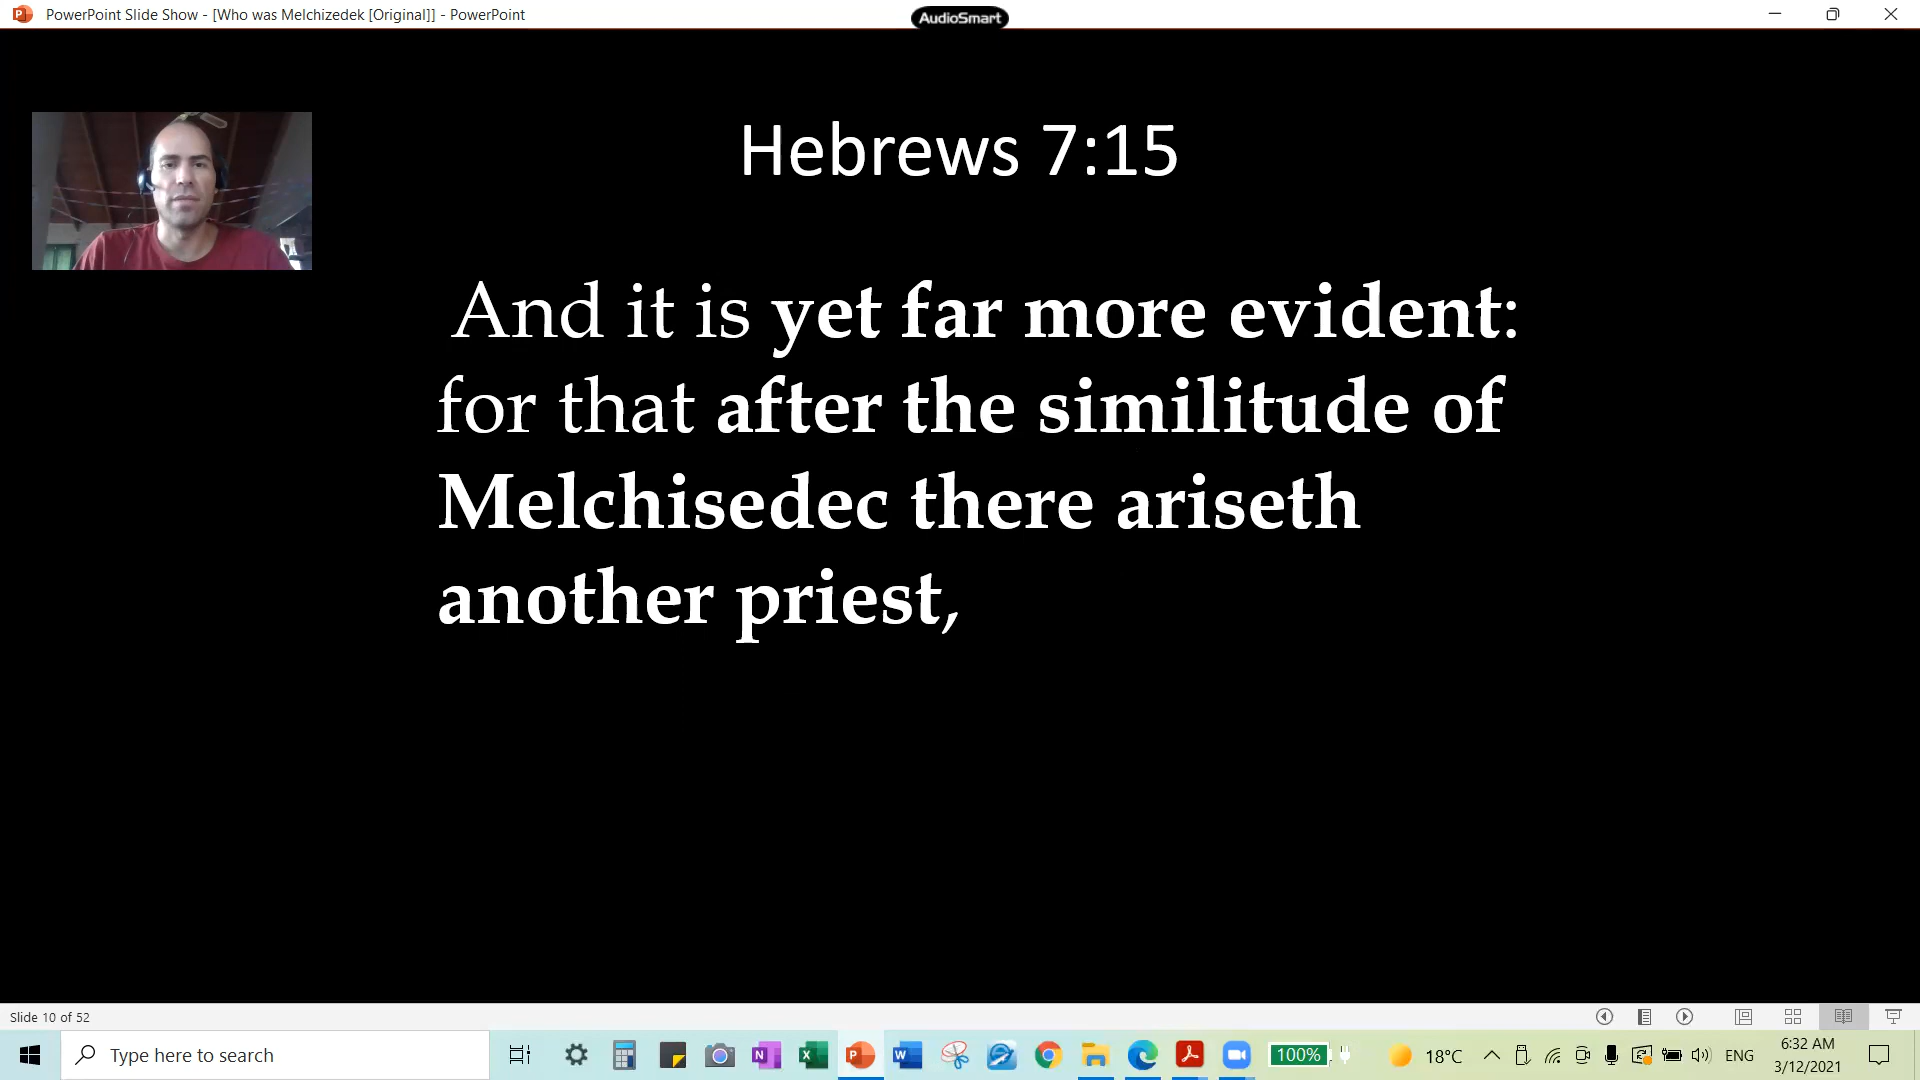 PowerPoint Slide Show - [Who was Melchizedek [Original]] - PowerPoint
AudioSmart
Hebrews 7:15
And it is yet far more evident:
for that after the similitude of
Melchisedec there ariseth
another priest,
Slide 10 of 52
Type here to search
100%
18°C
ENG
6:32 AM
3/12/2021